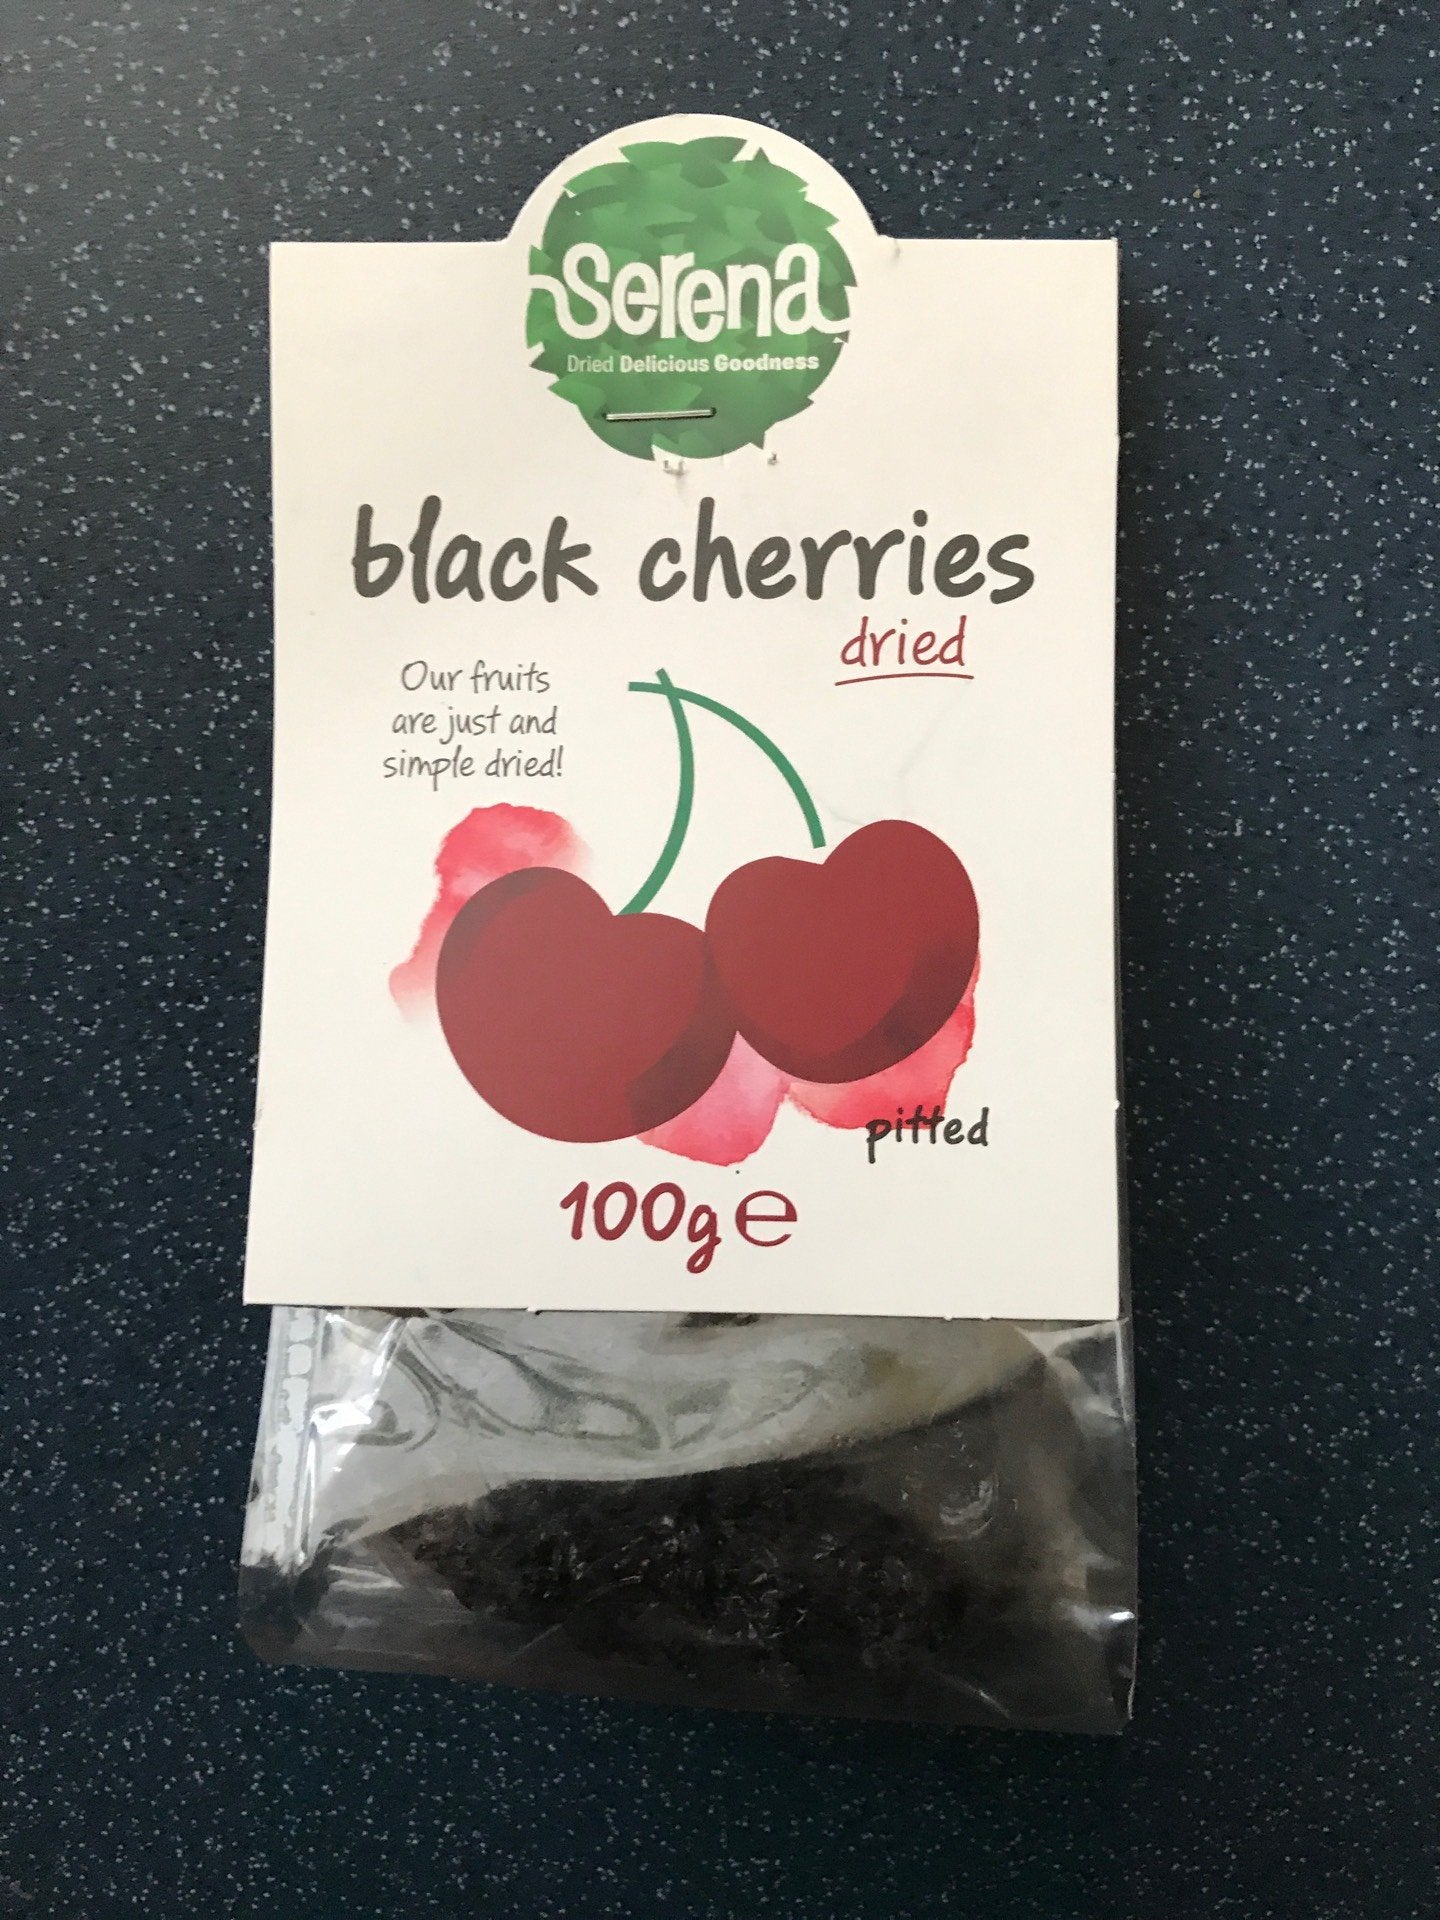 serena
Dried Delicious Goodness
black cherries
dried
Our fruits
are just and
simple dried!
pitted
100g ℮